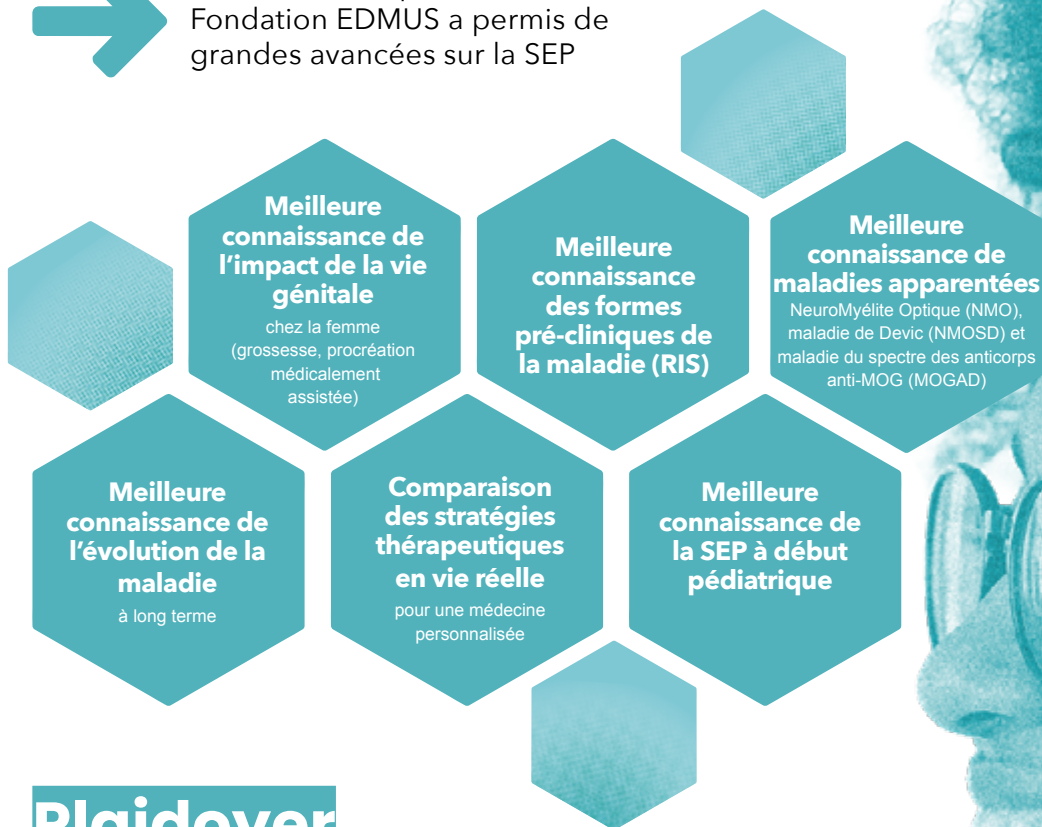 Fondation EDMUS a permis de
grandes avancées sur la SEP
Meilleure
connaissance de
l'impact de la vie
génitale
chez la femme
(grossesse, procréation
médicalement
assistée)
Meilleure
connaissance
des formes
pré-cliniques de
la maladie (RIS)
Meilleure
connaissance de
maladies apparentées
NeuroMyélite Optique (NMO),
maladie de Devic (NMOSD) et
maladie du spectre des anticorps
anti-MOG (MOGAD)
Meilleure
connaissance de
l'évolution de la
maladie
à long terme
Comparaison
des stratégies
thérapeutiques
en vie réelle
pour une médecine
personnalisée
Meilleure
connaissance de
la SEP à début
pédiatrique
Plaidoyer